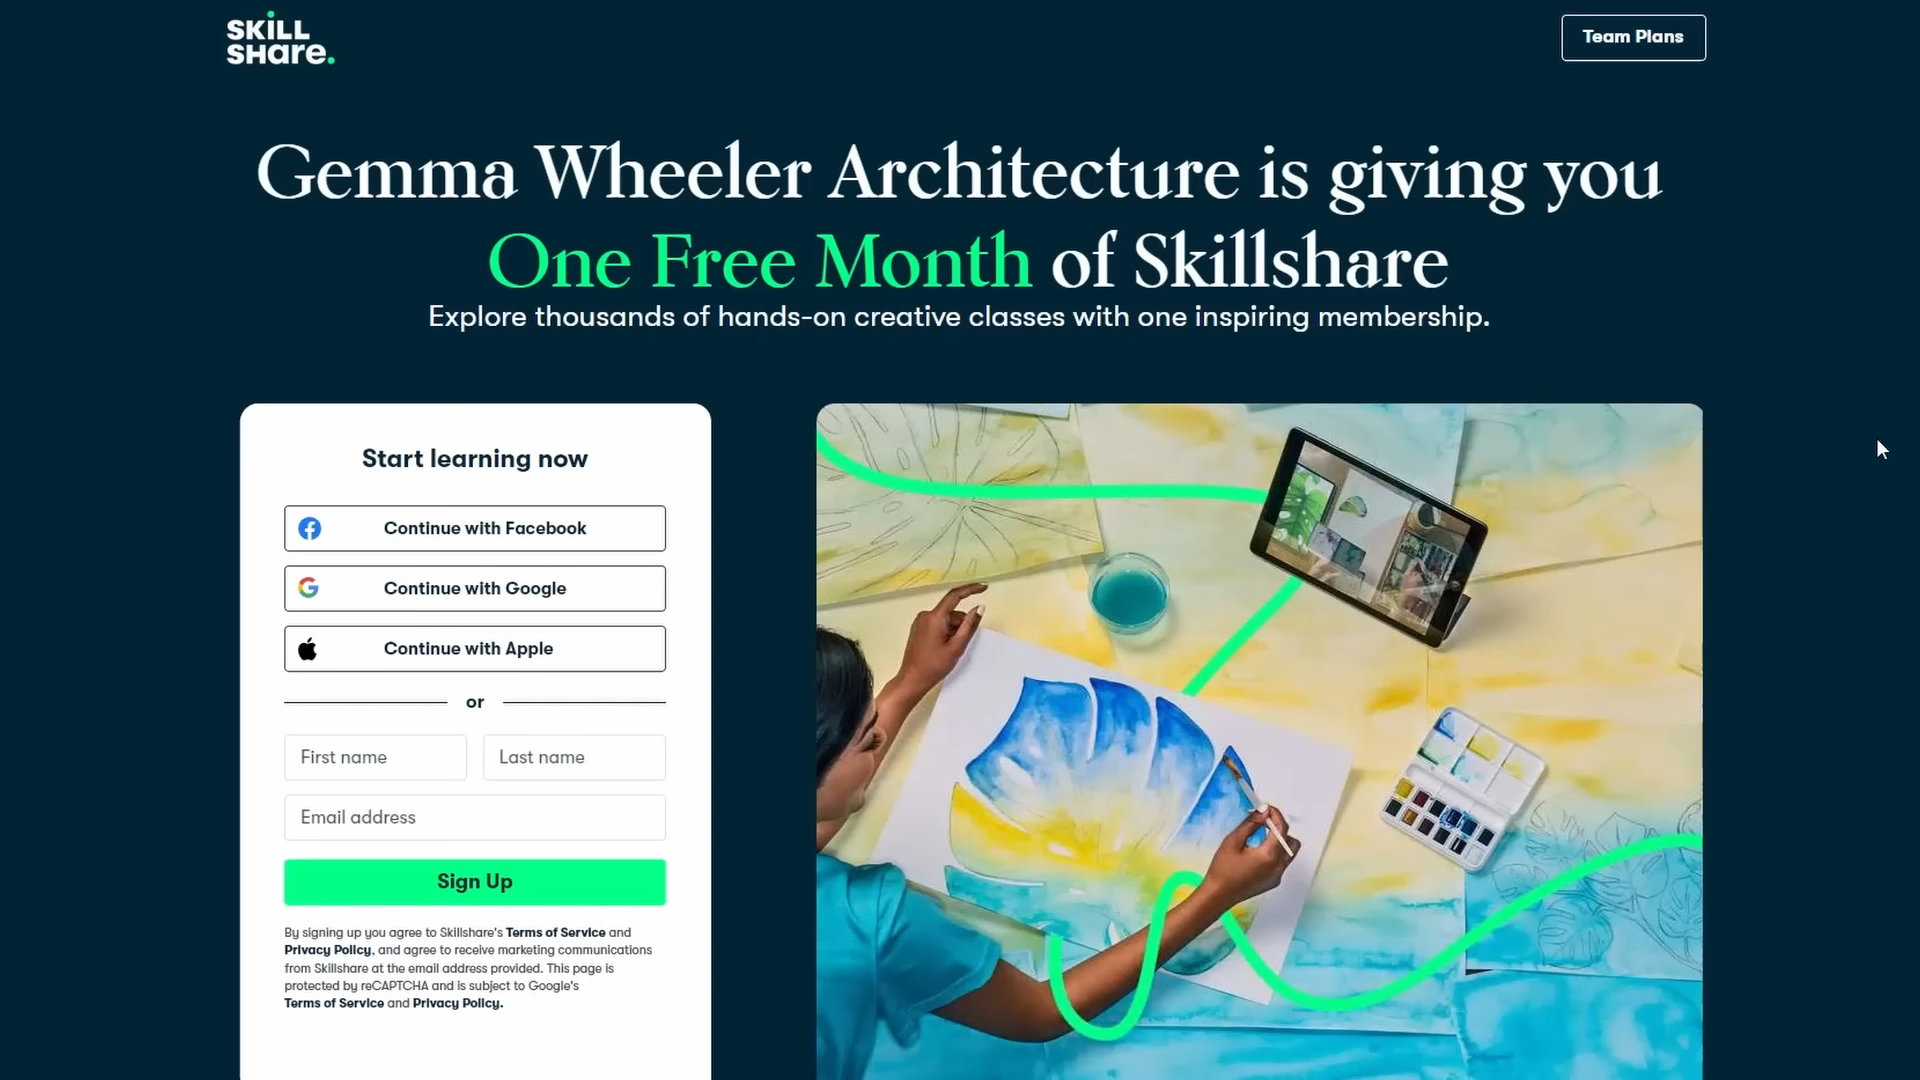 SKILL
SHare.
Team Plans
Gemma Wheeler Architecture is giving you
One Free Month of Skillshare
Explore thousands of hands-on creative classes with one inspiring membership.
Start learning now
Continue with Facebook
Continue with Google
Continue with Apple
or
First name
Last name
Email address
Sign Up
By signing up you agree to Skillshare's Terms of Service and
Privacy Policy, and agree to receive marketing communications
from Skillshare at the email address provided. This page is
protected by reCAPTCHA and is subject to Google's
Terms of Service and Privacy Policy.